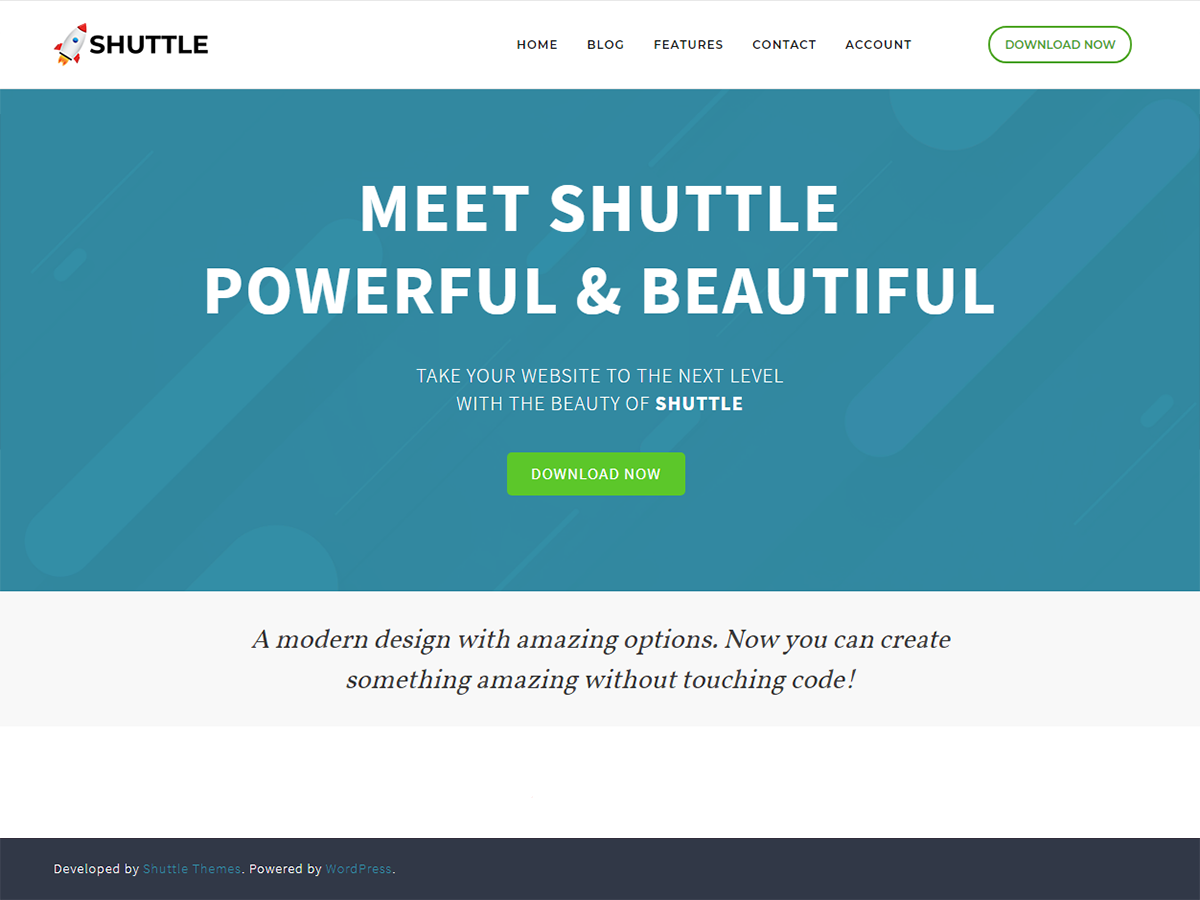 SHUTTLE
HOME BLOG FEATURES CONTACT ACCOUNT
DOWNLOAD NOW
MEET SHUTTLE
POWERFUL & BEAUTIFUL
TAKE YOUR WEBSITE TO THE NEXT LEVEL
WITH THE BEAUTY OF SHUTTLE
DOWNLOAD NOW
A modern design with amazing options. Now you can create
something amazing without touching code!
Developed by Shuttle Themes. Powered by WordPress.